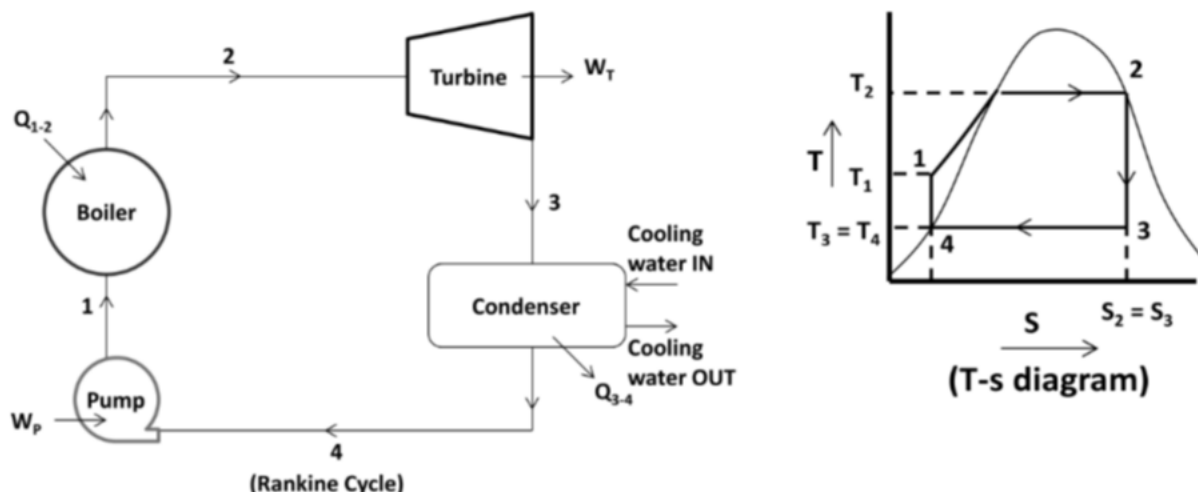 2
Turbine
W_T
Q_1-2
Boiler
3
Cooling
water IN
Condenser
1
Cooling
water OUT
Q_3-4
Pump
W_P
4
(Rankine Cycle)
2
T_2
1
T
T_1
T_3 = T_4
4
3
S
S_2 = S_3
(T-s diagram)